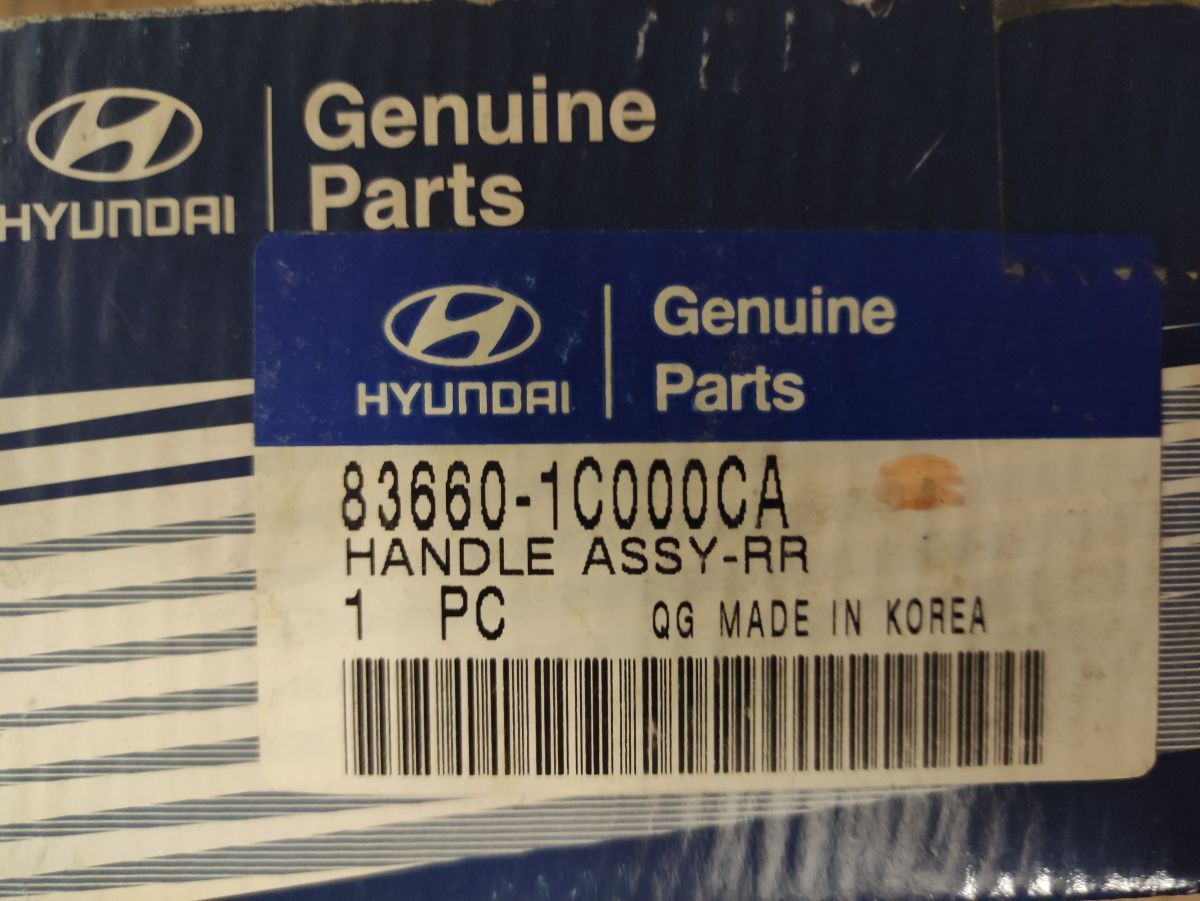 Genuine
Parts
HYUNDAI
Genuine
Parts
HYUNDAI
83660-1C000CA
HANDLE ASSY-RR
1 PC QG MADE IN KOREA